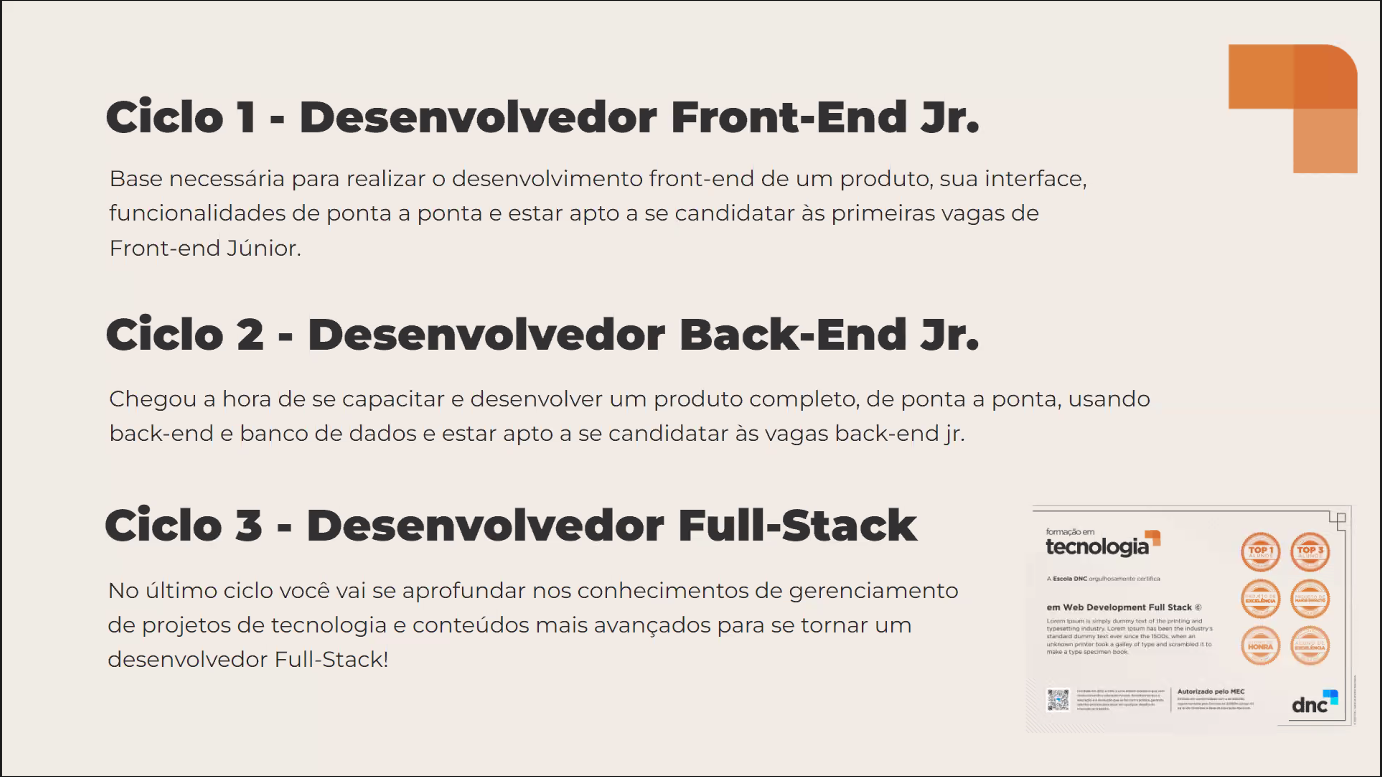 Ciclo 1 - Desenvolvedor Front-End Jr.
Base necessária para realizar o desenvolvimento front-end de um produto, sua interface,
funcionalidades de ponta a ponta e estar apto a se candidatar às primeiras vagas de
Front-end Júnior.
Ciclo 2 - Desenvolvedor Back-End Jr.
Chegou a hora de se capacitar e desenvolver um produto completo, de ponta a ponta, usando
back-end e banco de dados e estar apto a se candidatar às vagas back-end jr.
Ciclo 3 - Desenvolvedor Full-Stack
No último ciclo você vai se aprofundar nos conhecimentos de gerenciamento
de projetos de tecnologia e conteúdos mais avançados para se tornar um
desenvolvedor Full-Stack!
formação em
tecnologia
A Escola DNC orgulhosamente certifica
em Web Development Full Stack ©
Lorem Ipsum is simply dummy text of the printing and
typesetting industry. Lorem Ipsum has been the industry's
standard dummy text ever since the 1500s, when an
unknown printer took a galley of type and scrambled it to
make a type specimen book.
TOP 1
TOP 3
EXCELÊNCIA
HONRA
EXCELÊNCIA
Autorizado pelo MEC
dnc